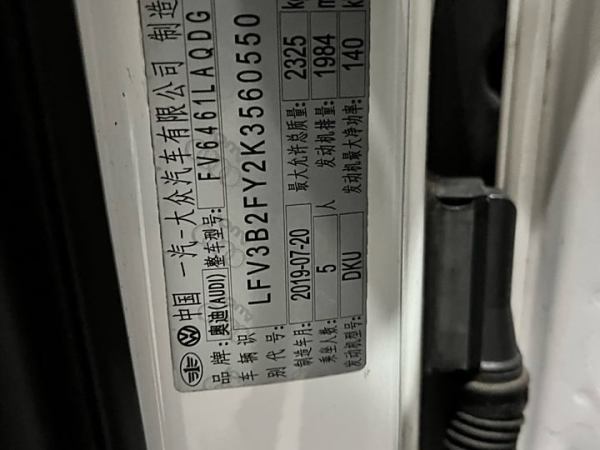 中国 一汽-大众汽车有限公司 制造
品牌:奥迪(AUDI) 整车型号: FV6461LAQDG
车辆识别代号: LFV3B2FY2K3560550
制造年月: 2019-07-20 最大允许总质量: 2325 k
乘坐人数: 5 人 发动机排量: 1984 m
发动机型号: DKU 发动机最大净功率: 140 k